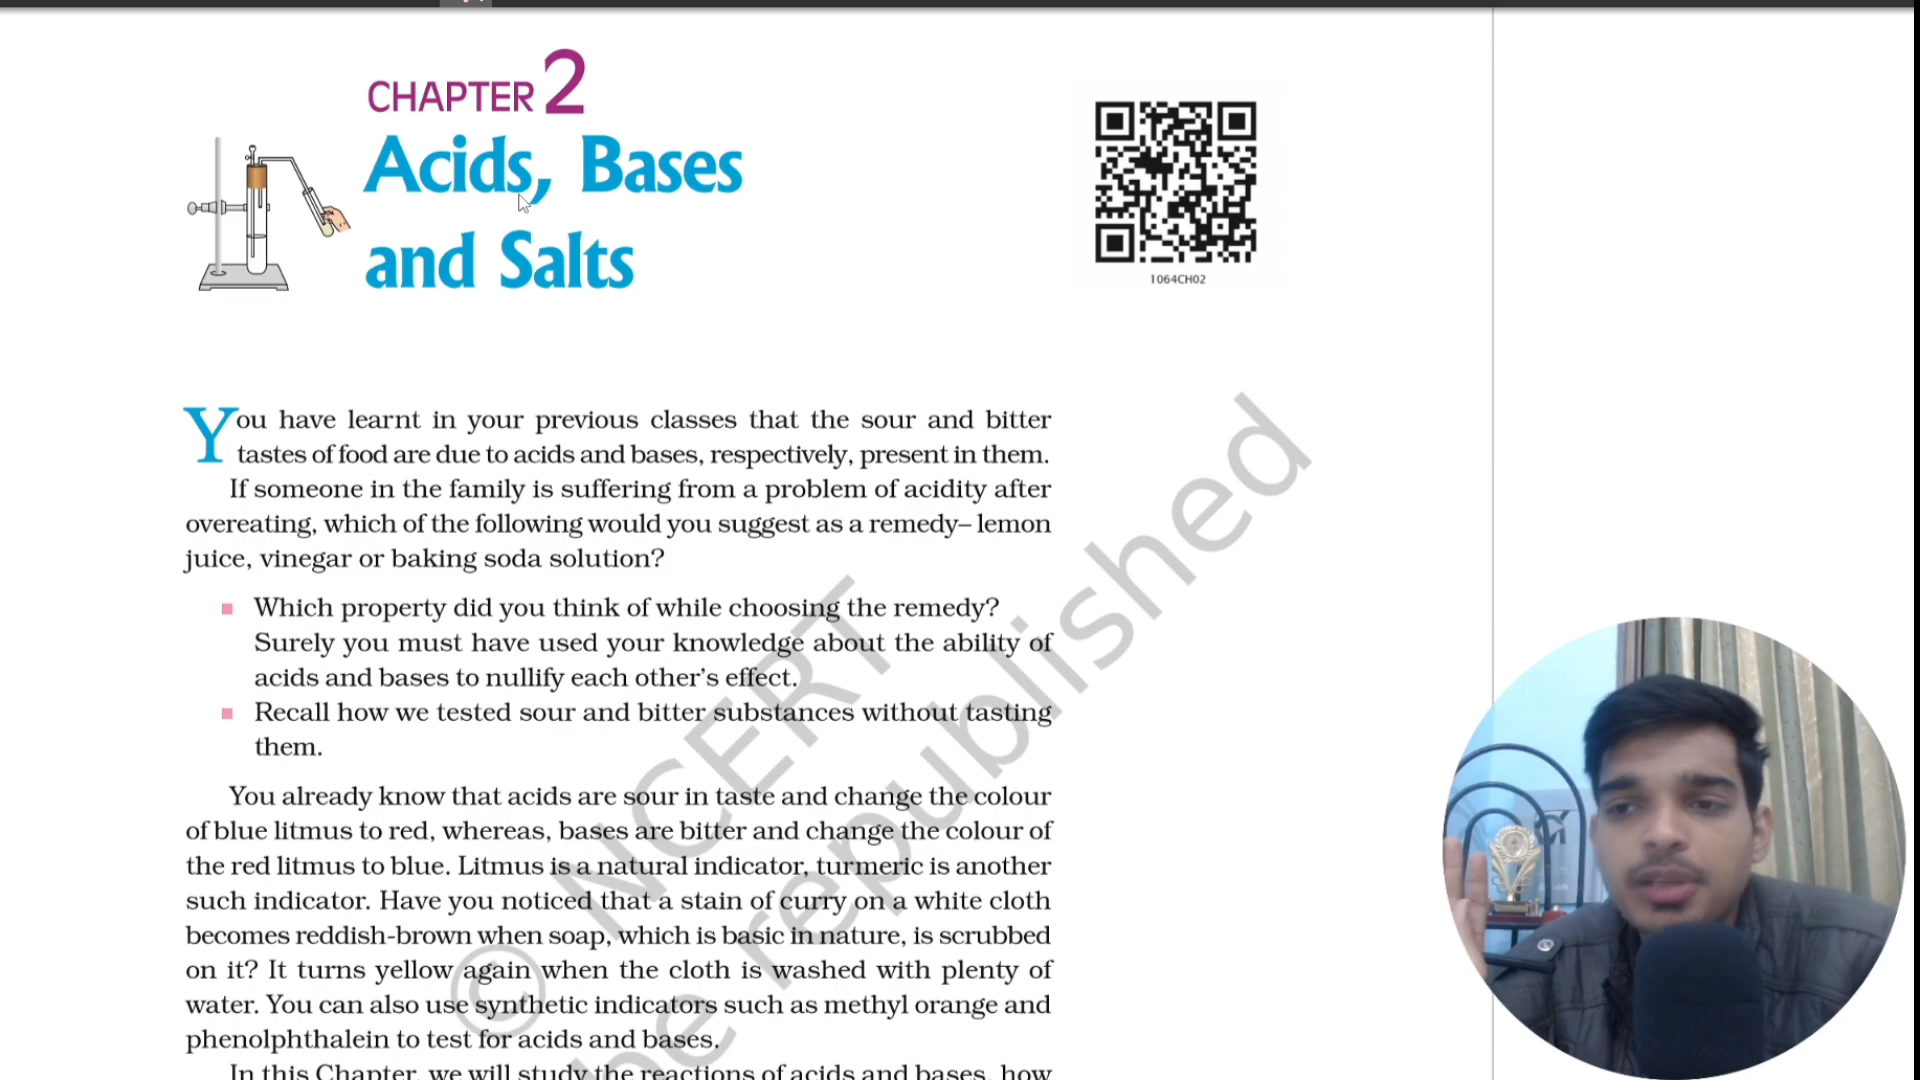 CHAPTER 2
Acids, Bases
and Salts
1064CH02
You have learnt in your previous classes that the sour and bitter
tastes of food are due to acids and bases, respectively, present in them.
If someone in the family is suffering from a problem of acidity after
overeating, which of the following would you suggest as a remedy– lemon
juice, vinegar or baking soda solution?
■ Which property did you think of while choosing the remedy?
Surely you must have used your knowledge about the ability of
acids and bases to nullify each other’s effect.
■ Recall how we tested sour and bitter substances without tasting
them.
You already know that acids are sour in taste and change the colour
of blue litmus to red, whereas, bases are bitter and change the colour of
the red litmus to blue. Litmus is a natural indicator, turmeric is another
such indicator. Have you noticed that a stain of curry on a white cloth
becomes reddish-brown when soap, which is basic in nature, is scrubbed
on it? It turns yellow again when the cloth is washed with plenty of
water. You can also use synthetic indicators such as methyl orange and
phenolphthalein to test for acids and bases.
In this Chapter, we will study the reactions of acids and bases, how
© NCERT
be republished